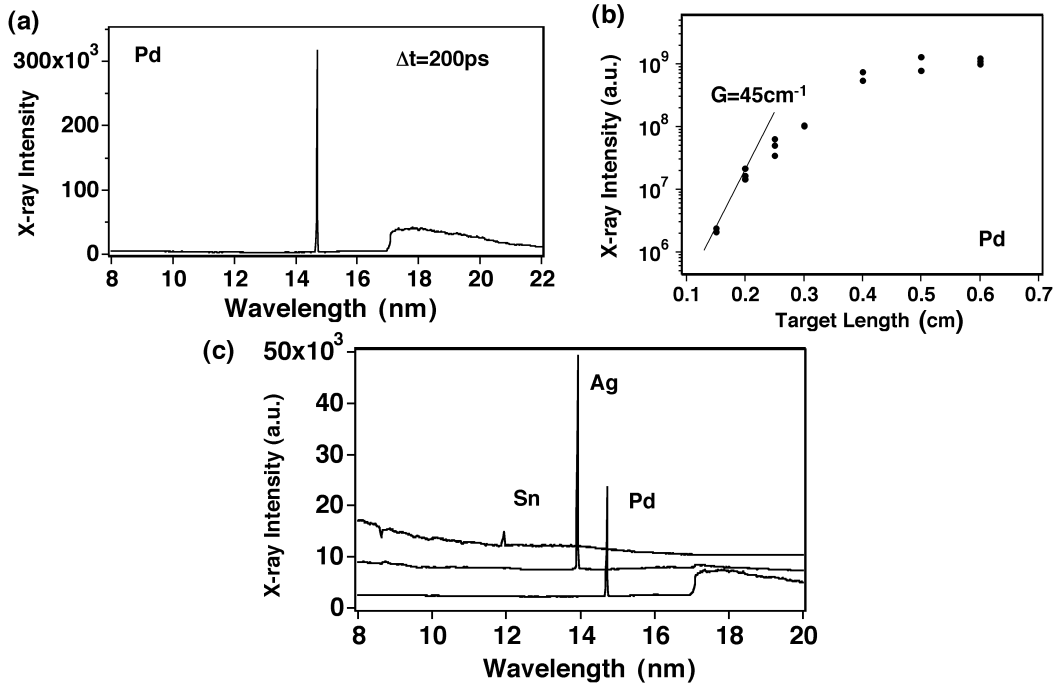 (a)
Pd
Δt=200ps
300x10³
200
100
0
X-ray Intensity
8 10 12 14 16 18 20 22
Wavelength (nm)
(b)
10⁹
10⁸
10⁷
10⁶
X-ray Intensity (a.u.)
G=45cm⁻¹
Pd
0.1 0.2 0.3 0.4 0.5 0.6 0.7
Target Length (cm)
(c)
50x10³
40
30
20
10
0
X-ray Intensity (a.u.)
Ag
Sn
Pd
8 10 12 14 16 18 20
Wavelength (nm)